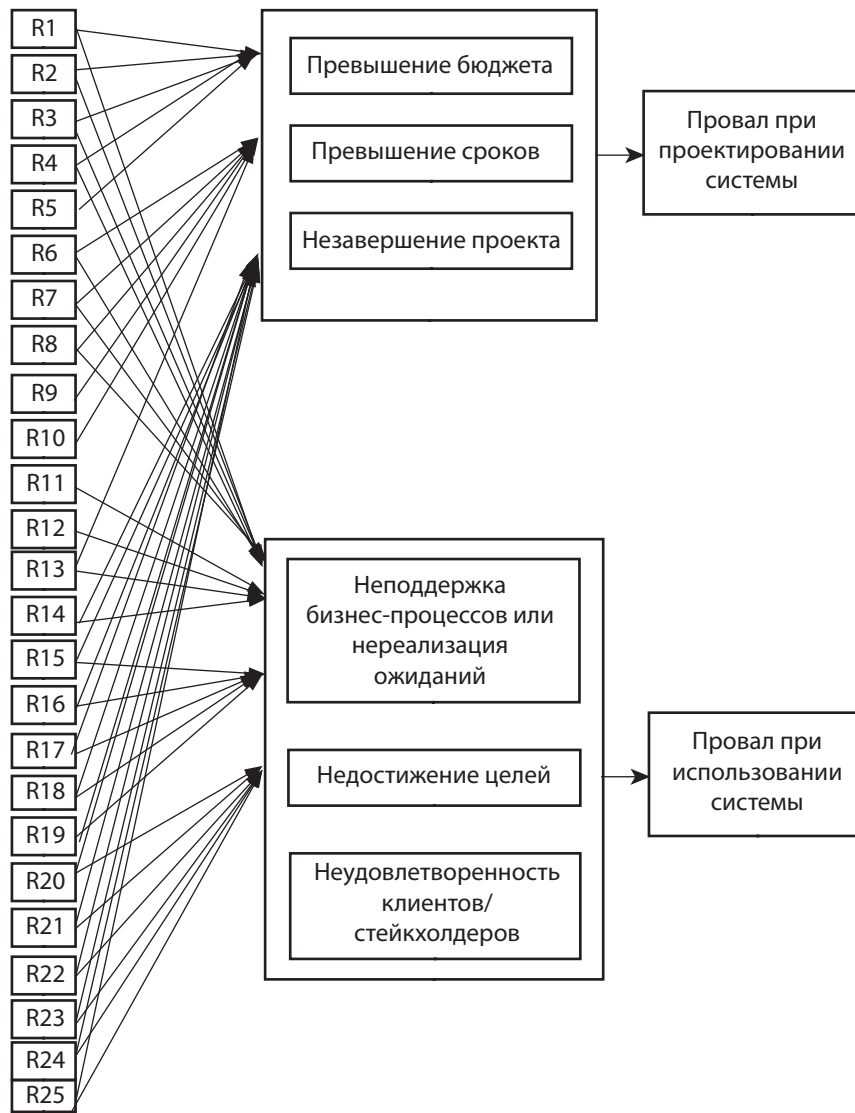 R1
R2
R3
R4
R5
R6
R7
R8
R9
R10
R11
R12
R13
R14
R15
R16
R17
R18
R19
R20
R21
R22
R23
R24
R25
Превышение бюджета
Превышение сроков
Незавершение проекта
Провал при
проектировании
системы
Неподдержка
бизнес-процессов или
нереализация
ожиданий
Недостижение целей
Неудовлетворенность
клиентов/
стейкхолдеров
Провал при
использовании
системы